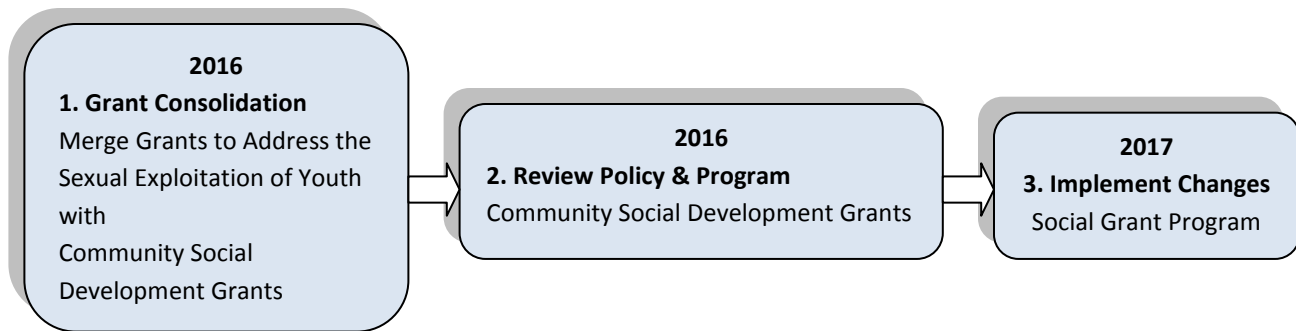 2016
1. Grant Consolidation
Merge Grants to Address the
Sexual Exploitation of Youth
with
Community Social
Development Grants
2016
2. Review Policy & Program
Community Social Development Grants
2017
3. Implement Changes
Social Grant Program